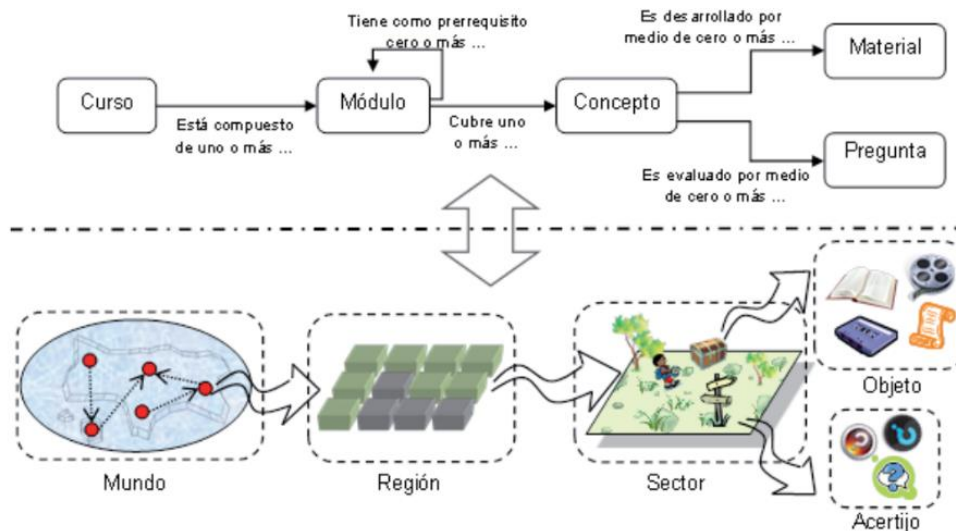 Tiene como prerrequisito
cero o más ...
Es desarrollado por
medio de cero o más ...
Material
Curso
Módulo
Concepto
Está compuesto
de uno o más ...
Cubre uno
o más ...
Pregunta
Es evaluado por medio
de cero o más ...
Objeto
Mundo
Región
Sector
Acertijo